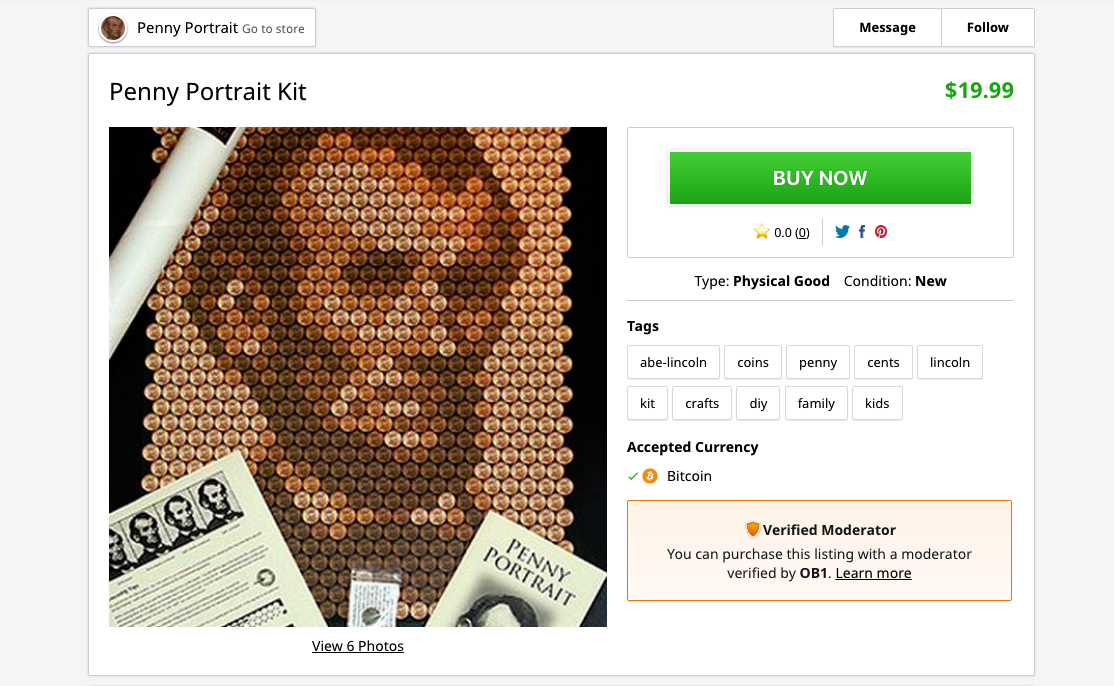 Penny Portrait Go to store
Message
Follow
Penny Portrait Kit
$19.99
BUY NOW
0.0 (0)
Type: Physical Good Condition: New
Tags
abe-lincoln coins penny cents lincoln
kit crafts diy family kids
Accepted Currency
Bitcoin
Verified Moderator
You can purchase this listing with a moderator
verified by OB1. Learn more
PENNY
PORTRAIT
View 6 Photos